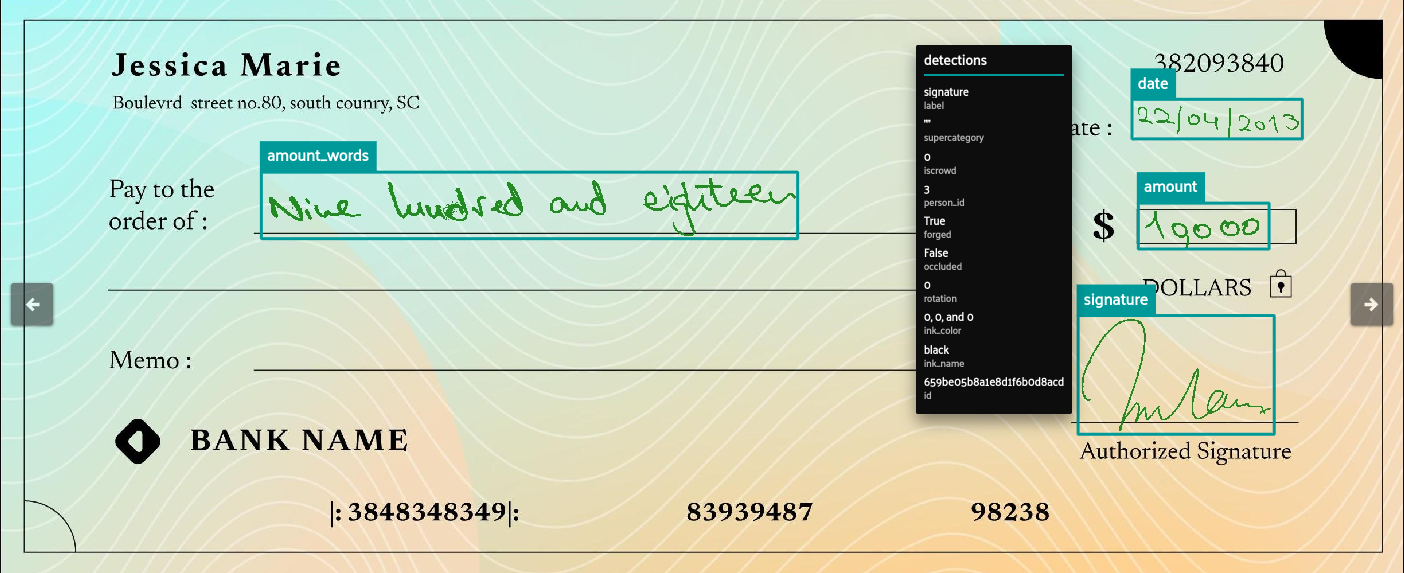 Jessica Marie
382093840
Boulevrd street no.80, south counry, SC
date
ate :
22/04/2013
amount_words
Pay to the
order of :
Nine hundred and eighteen
amount
$
19000
DOLLARS
signature
Memo :
BANK NAME
Authorized Signature
|: 3848348349|:
83939487
98238
detections
signature
label
""
supercategory
0
iscrowd
3
person_id
True
forged
False
occluded
0
rotation
0, 0, and 0
ink_color
black
ink_name
659be05b8a1e8d1f6b0d8acd
id